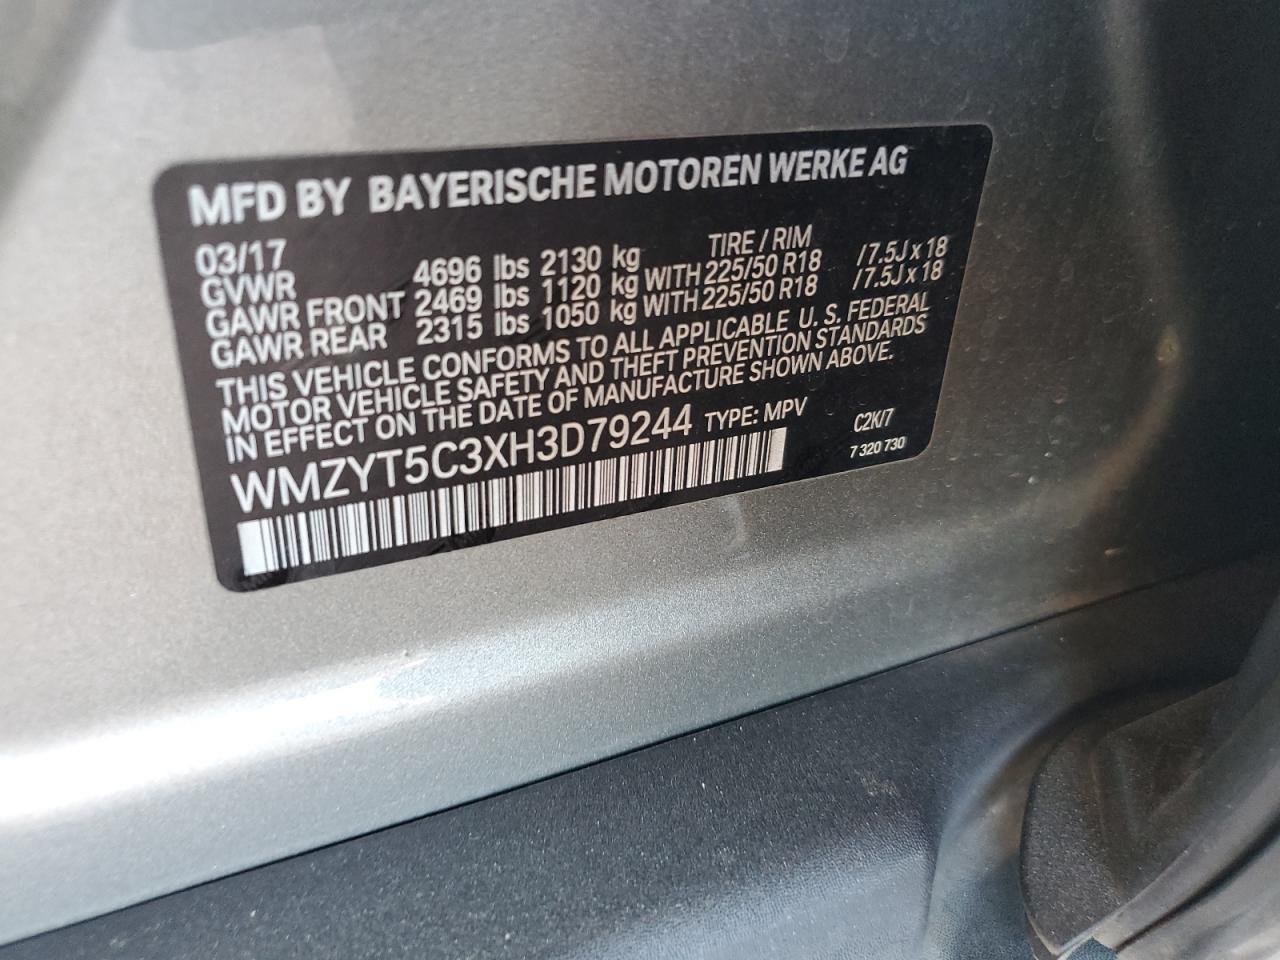 MFD BY BAYERISCHE MOTOREN WERKE AG
03/17 TIRE / RIM
GVWR 4696 lbs 2130 kg
GAWR FRONT 2469 lbs 1120 kg WITH 225/50 R18 /7.5J x 18
GAWR REAR 2315 lbs 1050 kg WITH 225/50 R18 /7.5J x 18
THIS VEHICLE CONFORMS TO ALL APPLICABLE U. S. FEDERAL
MOTOR VEHICLE SAFETY AND THEFT PREVENTION STANDARDS
IN EFFECT ON THE DATE OF MANUFACTURE SHOWN ABOVE.
WMZYT5C3XH3D79244 TYPE: MPV C2K/7
7 320 730